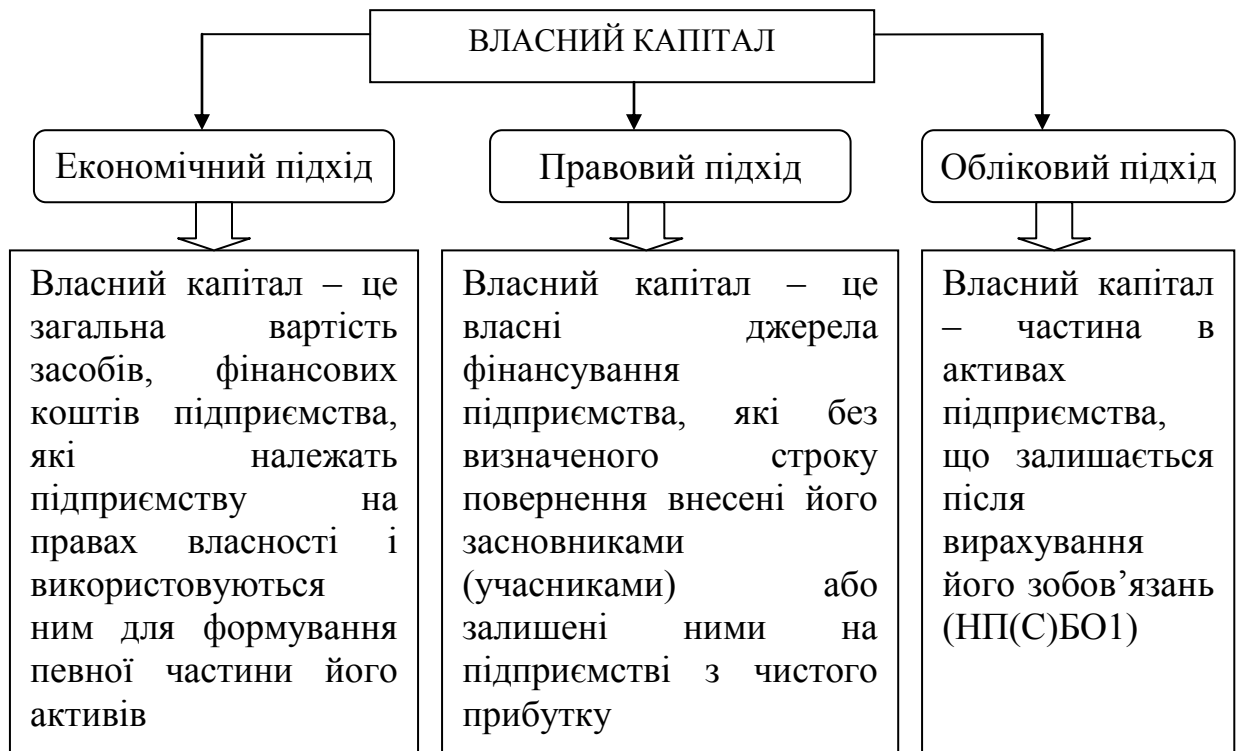 ВЛАСНИЙ КАПІТАЛ
Економічний підхід
Правовий підхід
Обліковий підхід
Власний капітал – це
загальна вартість
засобів, фінансових
коштів підприємства,
які належать
підприємству на
правах власності і
використовуються
ним для формування
певної частини його
активів
Власний капітал – це
власні джерела
фінансування
підприємства, які без
визначеного строку
повернення внесені його
засновниками
(учасниками) або
залишені ними на
підприємстві з чистого
прибутку
Власний капітал
– частина в
активах
підприємства,
що залишається
після
вирахування
його зобов’язань
(НП(С)БО1)